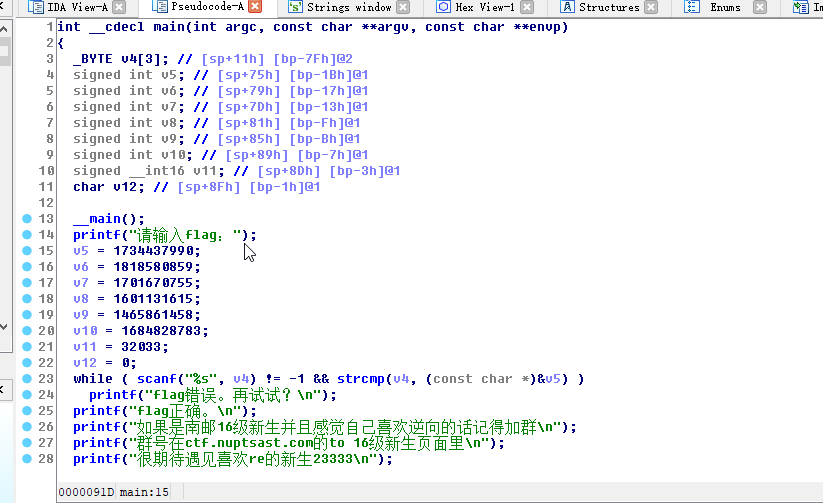 IDA View-A Pseudocode-A Strings window Hex View-1 Structures Enums Im
1 int __cdecl main(int argc, const char **argv, const char **envp)
2 {
3 _BYTE v4[3]; // [sp+11h] [bp-7Fh]@2
4 signed int v5; // [sp+75h] [bp-1Bh]@1
5 signed int v6; // [sp+79h] [bp-17h]@1
6 signed int v7; // [sp+7Dh] [bp-13h]@1
7 signed int v8; // [sp+81h] [bp-Fh]@1
8 signed int v9; // [sp+85h] [bp-Bh]@1
9 signed int v10; // [sp+89h] [bp-7h]@1
10 signed __int16 v11; // [sp+8Dh] [bp-3h]@1
11 char v12; // [sp+8Fh] [bp-1h]@1
12
13 __main();
14 printf("请输入flag：");
15 v5 = 1734437990;
16 v6 = 1818580859;
17 v7 = 1701670755;
18 v8 = 1601131615;
19 v9 = 1465861458;
20 v10 = 1684828783;
21 v11 = 32033;
22 v12 = 0;
23 while ( scanf("%s", v4) != -1 && strcmp(v4, (const char *)&v5) )
24 printf("flag错误。再试试？\n");
25 printf("flag正确。\n");
26 printf("如果是南邮16级新生并且感觉自己喜欢逆向的话记得加群\n");
27 printf("群号在ctf.nuptsast.com的to 16级新生页面里\n");
28 printf("很期待遇见喜欢re的新生23333\n");
0000091D main:15